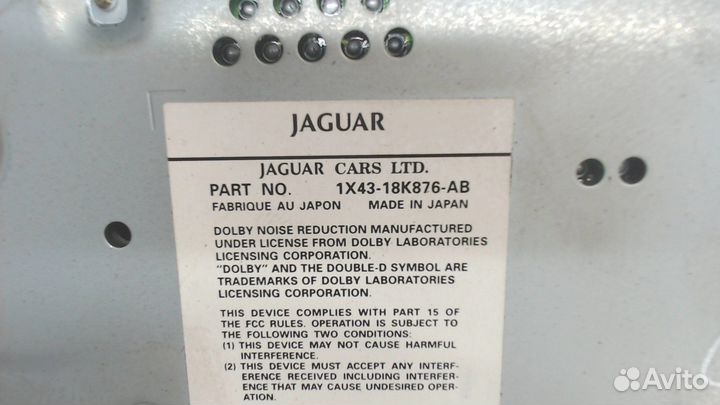 JAGUAR
JAGUAR CARS LTD.
PART NO. 1X43-18K876-AB
FABRIQUE AU JAPON MADE IN JAPAN
DOLBY NOISE REDUCTION MANUFACTURED
UNDER LICENSE FROM DOLBY LABORATORIES
LICENSING CORPORATION.
"DOLBY" AND THE DOUBLE-D SYMBOL ARE
TRADEMARKS OF DOLBY LABORATORIES
LICENSING CORPORATION.
THIS DEVICE COMPLIES WITH PART 15 OF
THE FCC RULES. OPERATION IS SUBJECT TO
THE FOLLOWING TWO CONDITIONS:
(1) THIS DEVICE MAY NOT CAUSE HARMFUL
INTERFERENCE.
(2) THIS DEVICE MUST ACCEPT ANY INTERF-
ERENCE RECEIVED INCLUDING INTERFER-
ENCE THAT MAY CAUSE UNDESIRED OPER-
ATION.
Avito